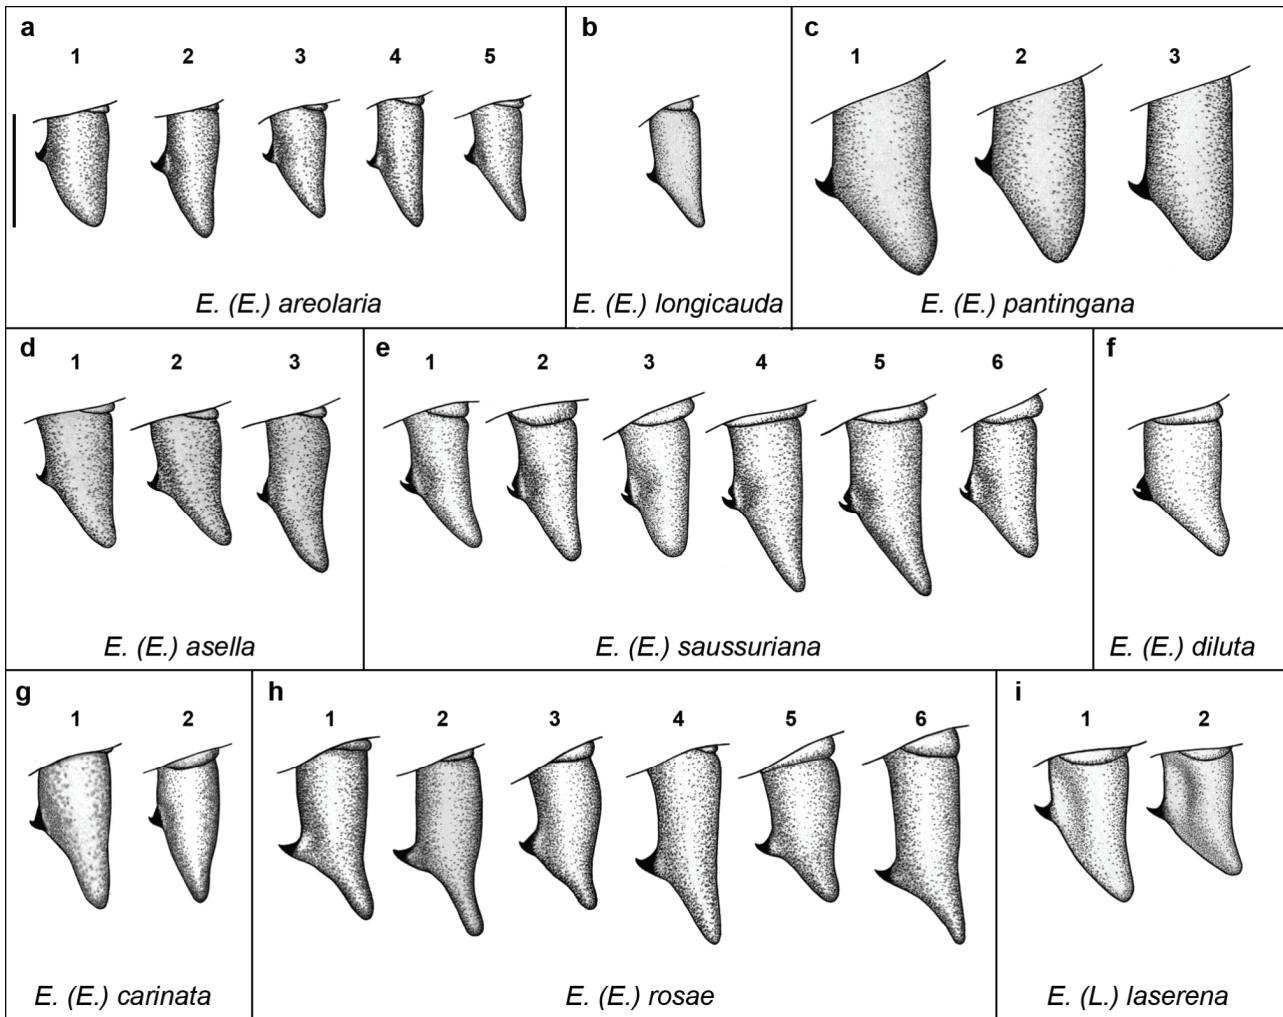 a
1 2 3 4 5
E. (E.) areolaria
b
E. (E.) longicauda
c
1 2 3
E. (E.) pantingana
d
1 2 3
E. (E.) asella
e
1 2 3 4 5 6
E. (E.) saussuriana
f
E. (E.) diluta
g
1 2
E. (E.) carinata
h
1 2 3 4 5 6
E. (E.) rosae
i
1 2
E. (L.) laserena